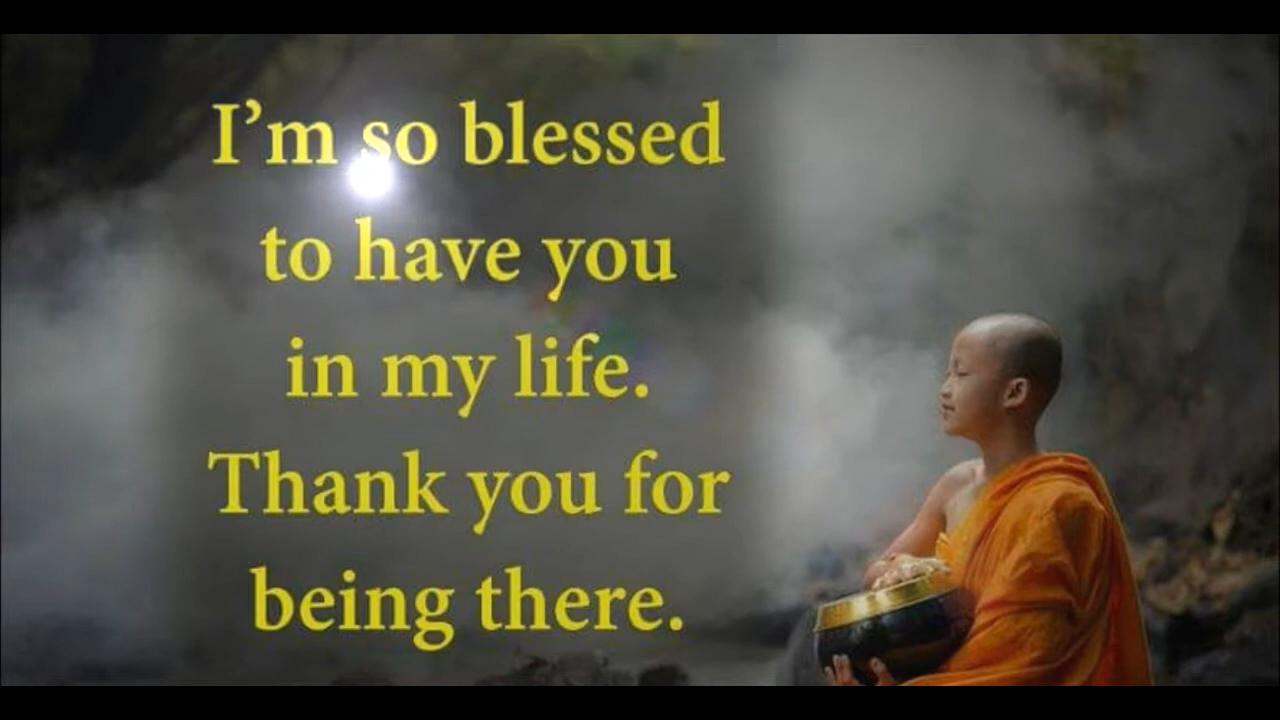 I’m so blessed
to have you
in my life.
Thank you for
being there.